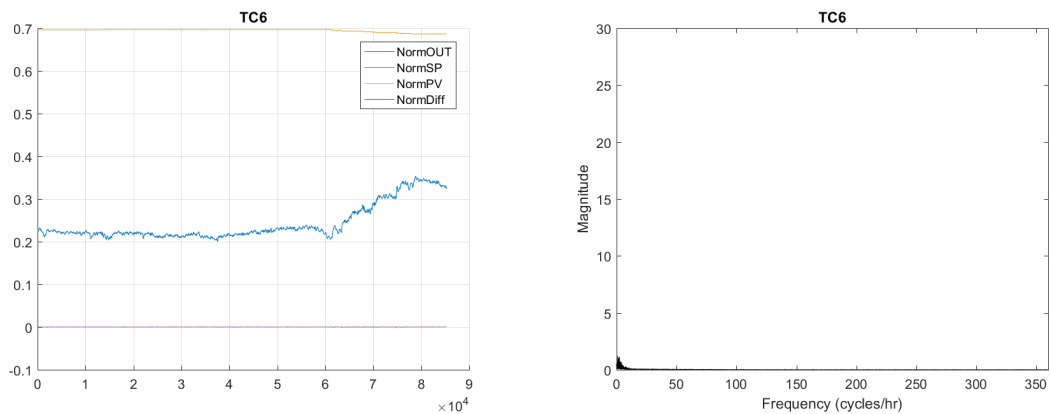 TC6
0.7
0.6
0.5
0.4
0.3
0.2
0.1
0
-0.1
NormOUT
NormSP
NormPV
NormDiff
0 1 2 3 4 5 6 7 8 9
×10⁴
TC6
30
25
20
15
10
5
0
Magnitude
0 50 100 150 200 250 300 350
Frequency (cycles/hr)